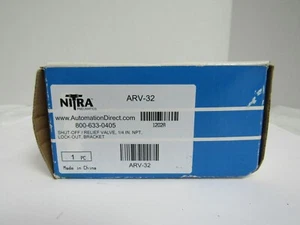 NITRA
PNEUMATICS
ARV-32
www.AutomationDirect.com
800-633-0405
SHUT OFF / RELIEF VALVE, 1/4 IN. NPT,
LOCK-OUT, BRACKET
1 PC
Made in China
ARV-32